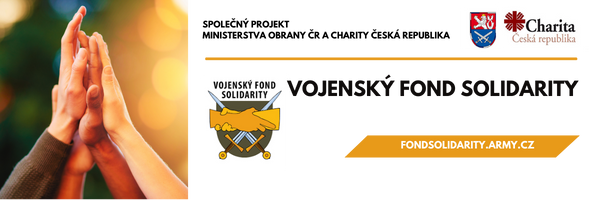 SPOLEČNÝ PROJEKT
MINISTERSTVA OBRANY ČR A CHARITY ČESKÁ REPUBLIKA
Charita
Česká republika
VOJENSKÝ FOND
SOLIDARITY
VOJENSKÝ FOND SOLIDARITY
FONDSOLIDARITY.ARMY.CZ